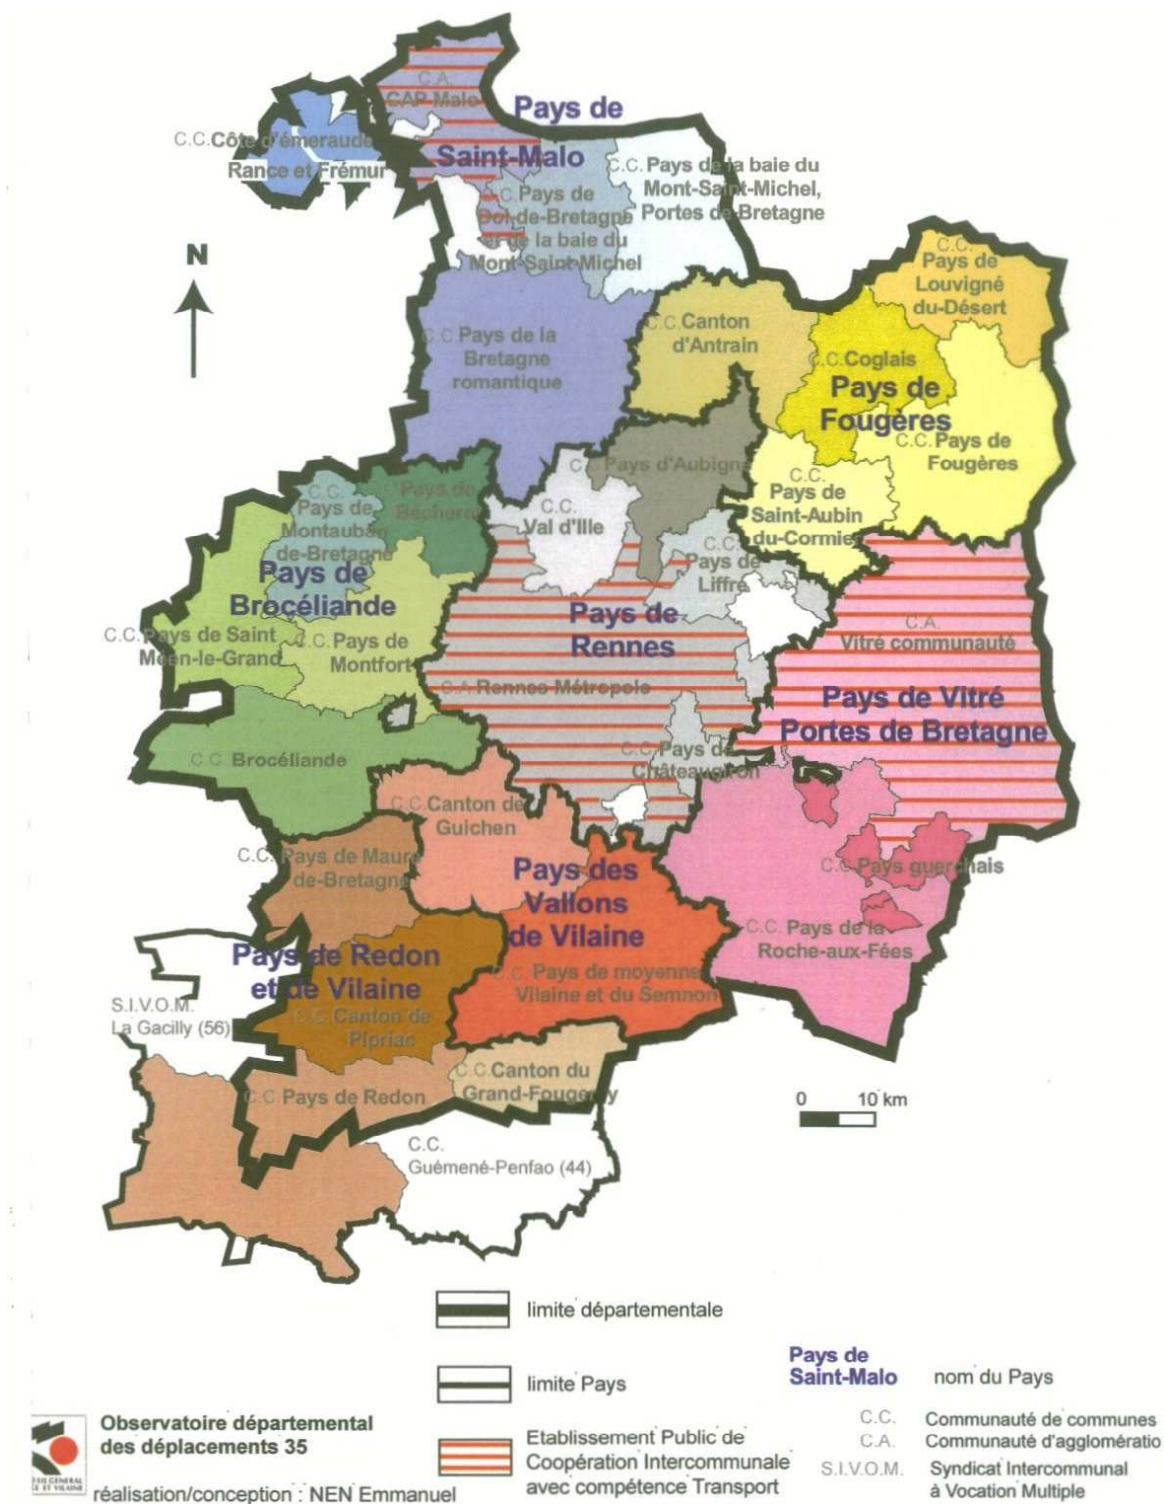 C.A.
CAP Malo
Pays de
Saint-Malo
C.C. Côte d'émeraude
Rance et Frémur
C.C. Pays de la baie du
Mont-Saint-Michel,
Portes de Bretagne
C. Pays de
Dol-de-Bretagne
et de la baie du
Mont-Saint-Michel
N
C.C.
Pays de
Louvigné
du-Désert
C.C. Pays de la
Bretagne
romantique
C.C. Canton
d'Antrain
C.C. Coglais
Pays de
Fougères
C.C. Pays de
Fougères
C.C. Pays d'Aubigné
C.C.
Pays de
Saint-Aubin
du-Cormier
C.C.
Pays de
Montauban
de-Bretagne
Pays de
Bécherel
C.C.
Val d'Ille
C.C.
Pays de
Liffré
Pays de
Brocéliande
Pays de
Rennes
C.A.
Vitré communauté
C.C. Pays de Saint
Méen-le-Grand
C.C. Pays de
Montfort
C.A. Rennes Métropole
Pays de Vitré
Portes de Bretagne
C.C. Brocéliande
C.C. Pays de
Châteaugiron
C.C. Canton de
Guichen
C.C. Pays de Maure
de-Bretagne
Pays des
Vallons
de Vilaine
C.C. Pays guerchais
C.C. Pays de la
Roche-aux-Fées
Pays de Redon
et de Vilaine
C.C. Pays de moyenne
Vilaine et du Semnon
S.I.V.O.M.
La Gacilly (56)
C.C. Canton de
Pipriac
C.C. Pays de Redon
C.C. Canton du
Grand-Fougeray
0 10 km
C.C.
Guémené-Penfao (44)
limite départementale
limite Pays
Etablissement Public de
Coopération Intercommunale
avec compétence Transport
Pays de
Saint-Malo nom du Pays
C.C. Communauté de communes
C.A. Communauté d'agglomératio
S.I.V.O.M. Syndicat Intercommunal
à Vocation Multiple
Observatoire départemental
des déplacements 35
réalisation/conception : NEN Emmanuel